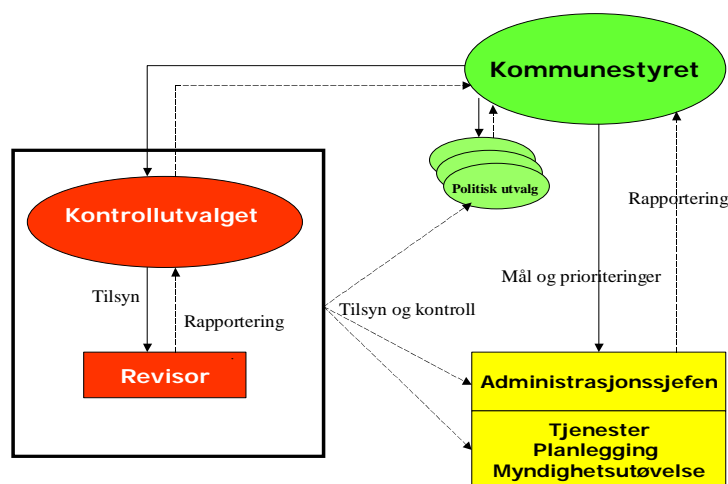 Kommunestyret
Politisk utvalg
Kontrollutvalget
Rapportering
Mål og prioriteringer
Tilsyn
Rapportering
Tilsyn og kontroll
Revisor
Administrasjonssjefen
Tjenester
Planlegging
Myndighetsutøvelse